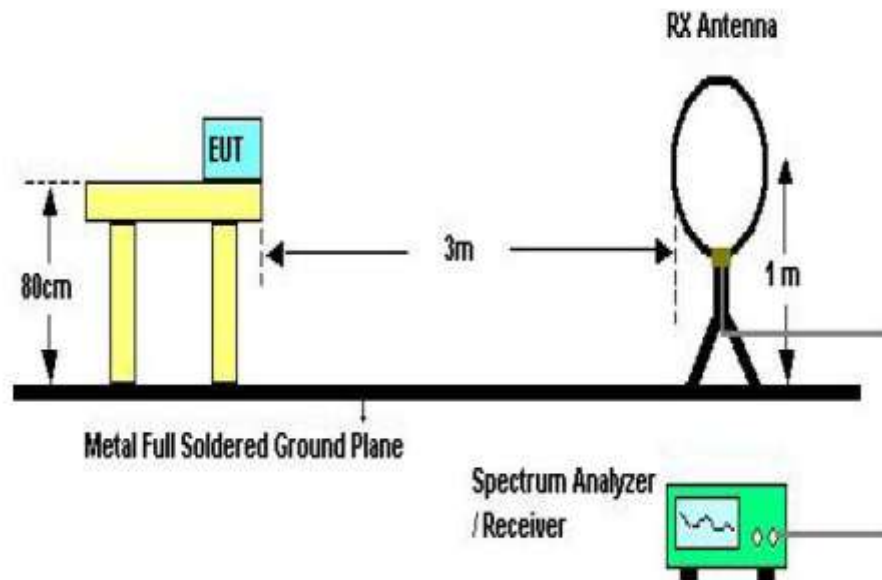 RX Antenna
EUT
3m
80cm
1 m
Metal Full Soldered Ground Plane
Spectrum Analyzer
/ Receiver